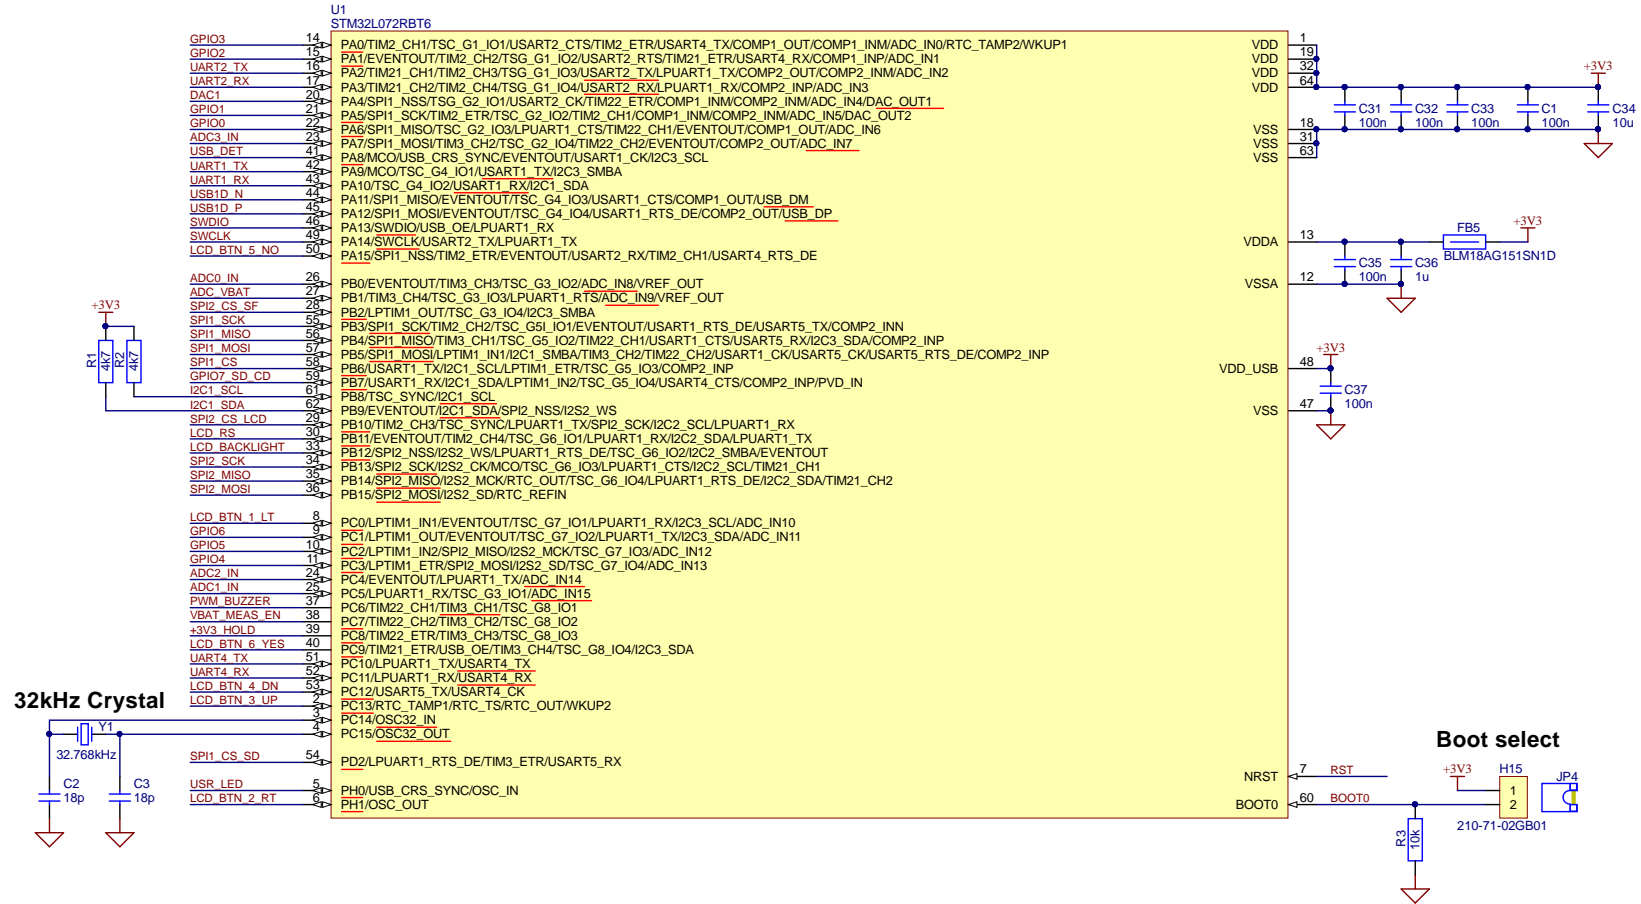 U1
STM32L072RBT6
GPIO3 14 PA0/TIM2_CH1/TSC_G1_IO1/USART2_CTS/TIM2_ETR/USART4_TX/COMP1_OUT/COMP1_INM/ADC_IN0/RTC_TAMP2/WKUP1
GPIO2 15 PA1/EVENTOUT/TIM2_CH2/TSC_G1_IO2/USART2_RTS/TIM21_ETR/USART4_RX/COMP1_INP/ADC_IN1
UART2_TX 16 PA2/TIM21_CH1/TIM2_CH3/TSC_G1_IO3/USART2_TX/LPUART1_TX/COMP2_OUT/COMP2_INM/ADC_IN2
UART2_RX 17 PA3/TIM21_CH2/TIM2_CH4/TSC_G1_IO4/USART2_RX/LPUART1_RX/COMP2_INP/ADC_IN3
DAC1 20 PA4/SPI1_NSS/TSC_G2_IO1/USART2_CK/TIM22_ETR/COMP1_INM/COMP2_INM/ADC_IN4/DAC_OUT1
GPIO1 21 PA5/SPI1_SCK/TIM2_ETR/TSC_G2_IO2/TIM2_CH1/COMP1_INM/COMP2_INM/ADC_IN5/DAC_OUT2
GPIO0 22 PA6/SPI1_MISO/TSC_G2_IO3/LPUART1_CTS/TIM22_CH1/EVENTOUT/COMP1_OUT/ADC_IN6
ADC3_IN 23 PA7/SPI1_MOSI/TIM3_CH2/TSC_G2_IO4/TIM22_CH2/EVENTOUT/COMP2_OUT/ADC_IN7
USB_DET 41 PA8/MCO/USB_CRS_SYNC/EVENTOUT/USART1_CK/I2C3_SCL
UART1_TX 42 PA9/MCO/TSC_G4_IO1/USART1_TX/I2C3_SMBA
UART1_RX 43 PA10/TSC_G4_IO2/USART1_RX/I2C1_SDA
USB1D_N 44 PA11/SPI1_MISO/EVENTOUT/TSC_G4_IO3/USART1_CTS/COMP1_OUT/USB_DM
USB1D_P 45 PA12/SPI1_MOSI/EVENTOUT/TSC_G4_IO4/USART1_RTS_DE/COMP2_OUT/USB_DP
SWDIO 46 PA13/SWDIO/USB_OE/LPUART1_RX
SWCLK 49 PA14/SWCLK/USART2_TX/LPUART1_TX
LCD_BTN_5_NO 50 PA15/SPI1_NSS/TIM2_ETR/EVENTOUT/USART2_RX/TIM2_CH1/USART4_RTS_DE
ADC0_IN 26 PB0/EVENTOUT/TIM3_CH3/TSC_G3_IO2/ADC_IN8/VREF_OUT
ADC_VBAT 27 PB1/TIM3_CH4/TSC_G3_IO3/LPUART1_RTS/ADC_IN9/VREF_OUT
SPI2_CS_SF 28 PB2/LPTIM1_OUT/TSC_G3_IO4/I2C3_SMBA
SPI1_SCK 55 PB3/SPI1_SCK/TIM2_CH2/TSC_G5I_IO1/EVENTOUT/USART1_RTS_DE/USART5_TX/COMP2_INN
SPI1_MISO 56 PB4/SPI1_MISO/TIM3_CH1/TSC_G5_IO2/TIM22_CH1/USART1_CTS/USART5_RX/I2C3_SDA/COMP2_INP
SPI1_MOSI 57 PB5/SPI1_MOSI/LPTIM1_IN1/I2C1_SMBA/TIM3_CH2/TIM22_CH2/USART1_CK/USART5_CK/USART5_RTS_DE/COMP2_INP
SPI1_CS 58 PB6/USART1_TX/I2C1_SCL/LPTIM1_ETR/TSC_G5_IO3/COMP2_INP
GPIO7_SD_CD 59 PB7/USART1_RX/I2C1_SDA/LPTIM1_IN2/TSC_G5_IO4/USART4_CTS/COMP2_INP/PVD_IN
I2C1_SCL 61 PB8/TSC_SYNC/I2C1_SCL
I2C1_SDA 62 PB9/EVENTOUT/I2C1_SDA/SPI2_NSS/I2S2_WS
SPI2_CS_LCD 29 PB10/TIM2_CH3/TSC_SYNC/LPUART1_TX/SPI2_SCK/I2C2_SCL/LPUART1_RX
LCD_RS 30 PB11/EVENTOUT/TIM2_CH4/TSC_G6_IO1/LPUART1_RX/I2C2_SDA/LPUART1_TX
LCD_BACKLIGHT 33 PB12/SPI2_NSS/I2S2_WS/LPUART1_RTS_DE/TSC_G6_IO2/I2C2_SMBA/EVENTOUT
SPI2_SCK 34 PB13/SPI2_SCK/I2S2_CK/MCO/TSC_G6_IO3/LPUART1_CTS/I2C2_SCL/TIM21_CH1
SPI2_MISO 35 PB14/SPI2_MISO/I2S2_MCK/RTC_OUT/TSC_G6_IO4/LPUART1_RTS_DE/I2C2_SDA/TIM21_CH2
SPI2_MOSI 36 PB15/SPI2_MOSI/I2S2_SD/RTC_REFIN
LCD_BTN_1_LT 8 PC0/LPTIM1_IN1/EVENTOUT/TSC_G7_IO1/LPUART1_RX/I2C3_SCL/ADC_IN10
GPIO6 9 PC1/LPTIM1_OUT/EVENTOUT/TSC_G7_IO2/LPUART1_TX/I2C3_SDA/ADC_IN11
GPIO5 10 PC2/LPTIM1_IN2/SPI2_MISO/I2S2_MCK/TSC_G7_IO3/ADC_IN12
GPIO4 11 PC3/LPTIM1_ETR/SPI2_MOSI/I2S2_SD/TSC_G7_IO4/ADC_IN13
ADC2_IN 24 PC4/EVENTOUT/LPUART1_TX/ADC_IN14
ADC1_IN 25 PC5/LPUART1_RX/TSC_G3_IO1/ADC_IN15
PWM_BUZZER 37 PC6/TIM22_CH1/TIM3_CH1/TSC_G8_IO1
VBAT_MEAS_EN 38 PC7/TIM22_CH2/TIM3_CH2/TSC_G8_IO2
+3V3_HOLD 39 PC8/TIM22_ETR/TIM3_CH3/TSC_G8_IO3
LCD_BTN_6_YES 40 PC9/TIM21_ETR/USB_OE/TIM3_CH4/TSC_G8_IO4/I2C3_SDA
UART4_TX 51 PC10/LPUART1_TX/USART4_TX
UART4_RX 52 PC11/LPUART1_RX/USART4_RX
LCD_BTN_4_DN 53 PC12/USART5_TX/USART4_CK
LCD_BTN_3_UP 2 PC13/RTC_TAMP1/RTC_TS/RTC_OUT/WKUP2
3 PC14/OSC32_IN
4 PC15/OSC32_OUT
SPI1_CS_SD 54 PD2/LPUART1_RTS_DE/TIM3_ETR/USART5_RX
USR_LED 5 PH0/USB_CRS_SYNC/OSC_IN
LCD_BTN_2_RT 6 PH1/OSC_OUT
+3V3
R1 4k7
R2 4k7
32kHz Crystal
Y1
32.768kHz
C2
18p
C3
18p
VDD 1
VDD 19
VDD 32
VDD 64
+3V3
C31
100n
C32
100n
C33
100n
C1
100n
C34
10u
VSS 18
VSS 31
VSS 63
VDDA 13
FB5
+3V3
BLM18AG151SN1D
C35
100n
C36
1u
VSSA 12
+3V3
VDD_USB 48
C37
100n
VSS 47
Boot select
NRST 7 RST
BOOT0 60 BOOT0
+3V3
H15
1
2
210-71-02GB01
JP4
R3 10k